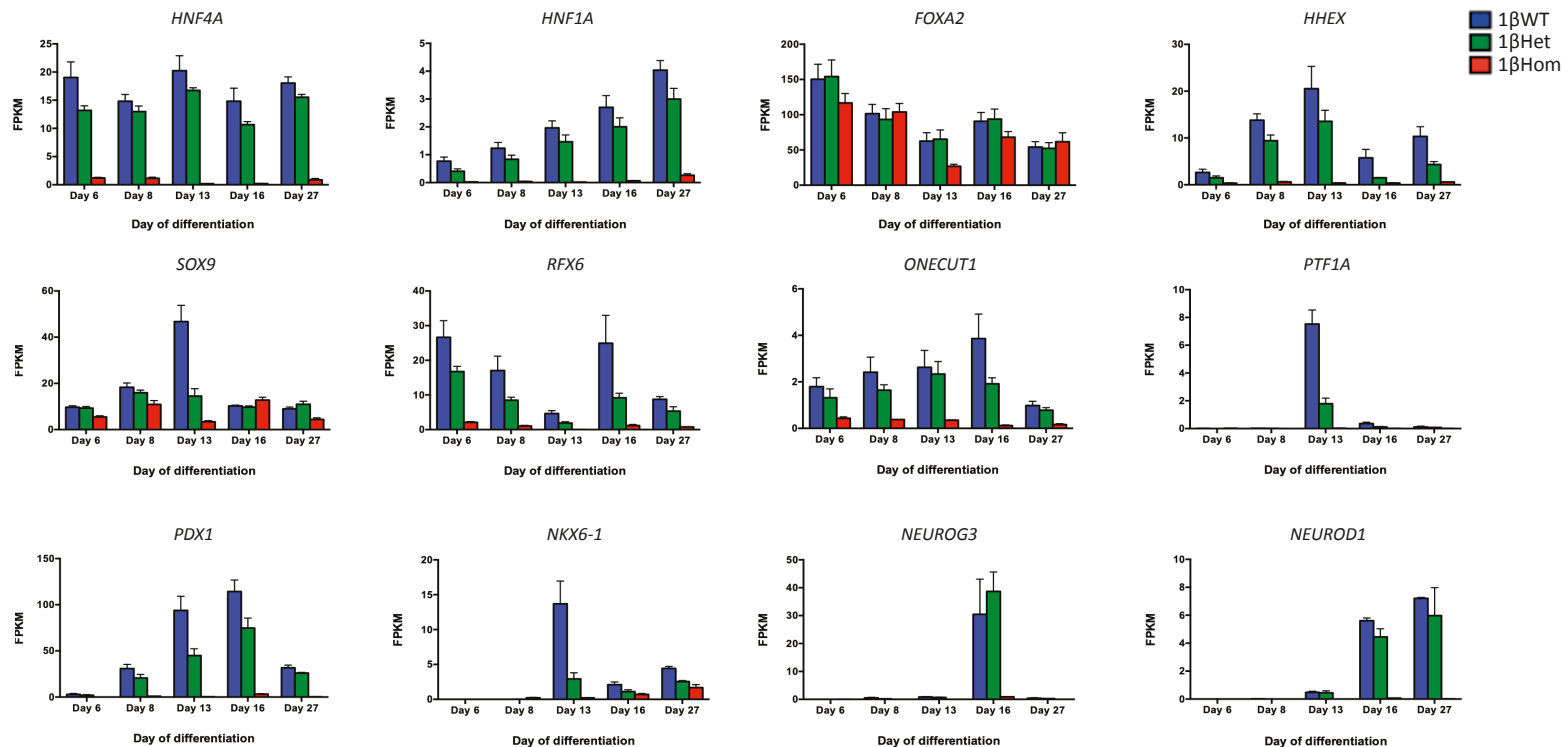 HNF4A
HNF1A
FOXA2
HHEX
1βWT
1βHet
1βHom
FPKM
25
20
15
10
5
0
Day 6 Day 8 Day 13 Day 16 Day 27
Day of differentiation
FPKM
5
4
3
2
1
0
Day 6 Day 8 Day 13 Day 16 Day 27
Day of differentiation
FPKM
200
150
100
50
0
Day 6 Day 8 Day 13 Day 16 Day 27
Day of differentiation
FPKM
30
20
10
0
Day 6 Day 8 Day 13 Day 16 Day 27
Day of differentiation
SOX9
RFX6
ONECUT1
PTF1A
FPKM
60
40
20
0
Day 6 Day 8 Day 13 Day 16 Day 27
Day of differentiation
FPKM
40
30
20
10
0
Day 6 Day 8 Day 13 Day 16 Day 27
Day of differentiation
FPKM
6
4
2
0
Day 6 Day 8 Day 13 Day 16 Day 27
Day of differentiation
FPKM
10
8
6
4
2
0
Day 6 Day 8 Day 13 Day 16 Day 27
Day of differentiation
PDX1
NKX6-1
NEUROG3
NEUROD1
FPKM
150
100
50
0
Day 6 Day 8 Day 13 Day 16 Day 27
Day of differentiation
FPKM
20
15
10
5
0
Day 6 Day 8 Day 13 Day 16 Day 27
Day of differentiation
FPKM
50
40
30
20
10
0
Day 6 Day 8 Day 13 Day 16 Day 27
Day of differentiation
FPKM
10
8
6
4
2
0
Day 6 Day 8 Day 13 Day 16 Day 27
Day of differentiation